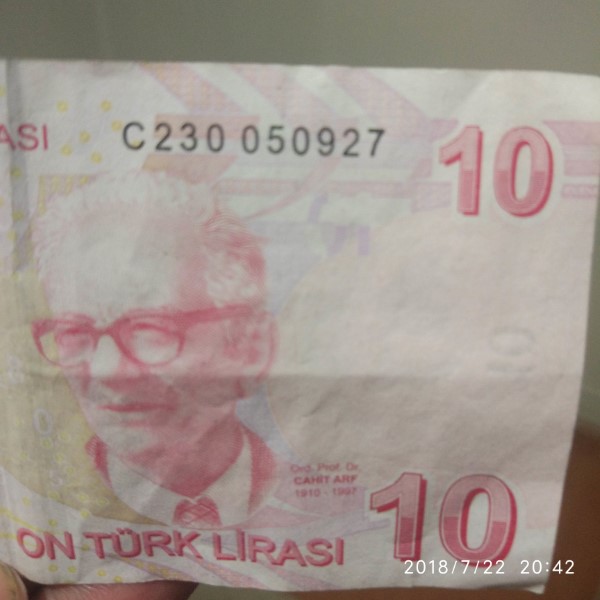 ASI
C230 050927
10
Ord. Prof. Dr.
CAHİT ARF
1910 - 1997
10
ON TÜRK LİRASI
2018/7/22 20:42